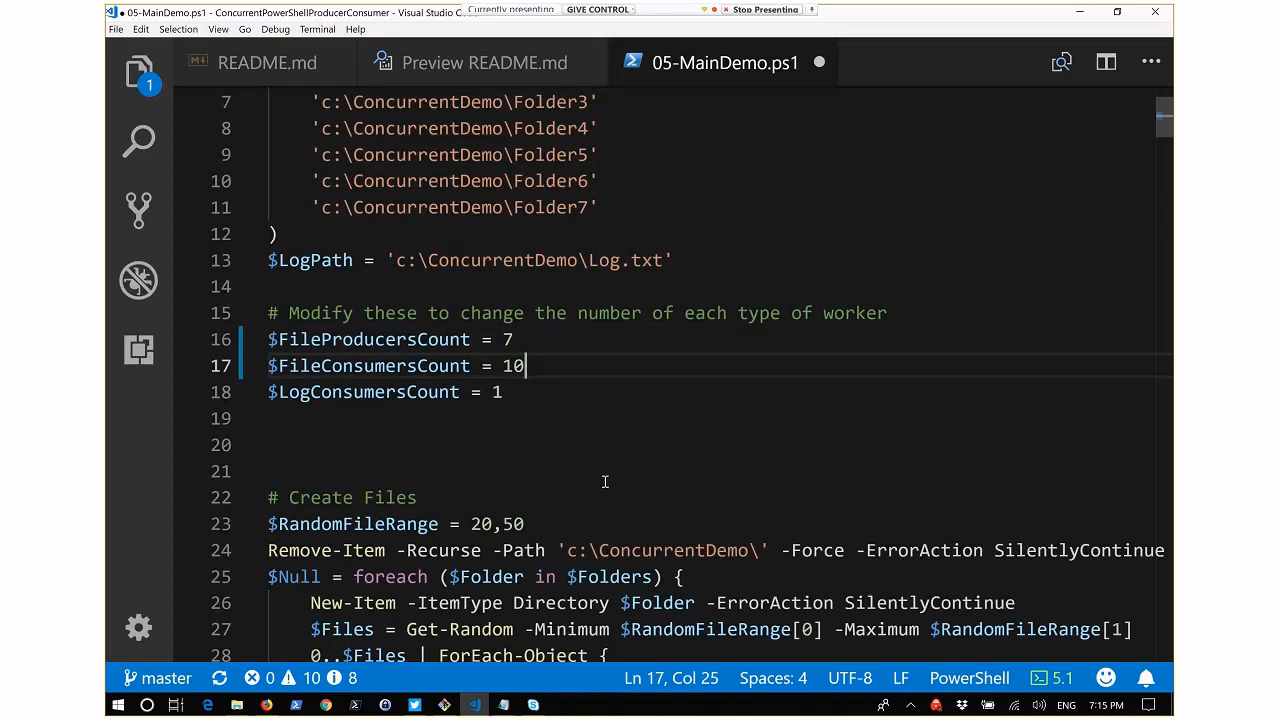 05-MainDemo.ps1 - ConcurrentPowerShellProducerConsumer - Visual Studio Co
Currently presenting GIVE CONTROL Stop Presenting
File Edit Selection View Go Debug Terminal Help
README.md Preview README.md 05-MainDemo.ps1
1
7 'c:\ConcurrentDemo\Folder3'
8 'c:\ConcurrentDemo\Folder4'
9 'c:\ConcurrentDemo\Folder5'
10 'c:\ConcurrentDemo\Folder6'
11 'c:\ConcurrentDemo\Folder7'
12 )
13 $LogPath = 'c:\ConcurrentDemo\Log.txt'
14
15 # Modify these to change the number of each type of worker
16 $FileProducersCount = 7
17 $FileConsumersCount = 10
18 $LogConsumersCount = 1
19
20
21
22 # Create Files
23 $RandomFileRange = 20,50
24 Remove-Item -Recurse -Path 'c:\ConcurrentDemo\' -Force -ErrorAction SilentlyContinue
25 $Null = foreach ($Folder in $Folders) {
26 New-Item -ItemType Directory $Folder -ErrorAction SilentlyContinue
27 $Files = Get-Random -Minimum $RandomFileRange[0] -Maximum $RandomFileRange[1]
28 0..$Files | ForEach-Object {
master 0 10 8 Ln 17, Col 25 Spaces: 4 UTF-8 LF PowerShell 5.1
ENG 7:15 PM